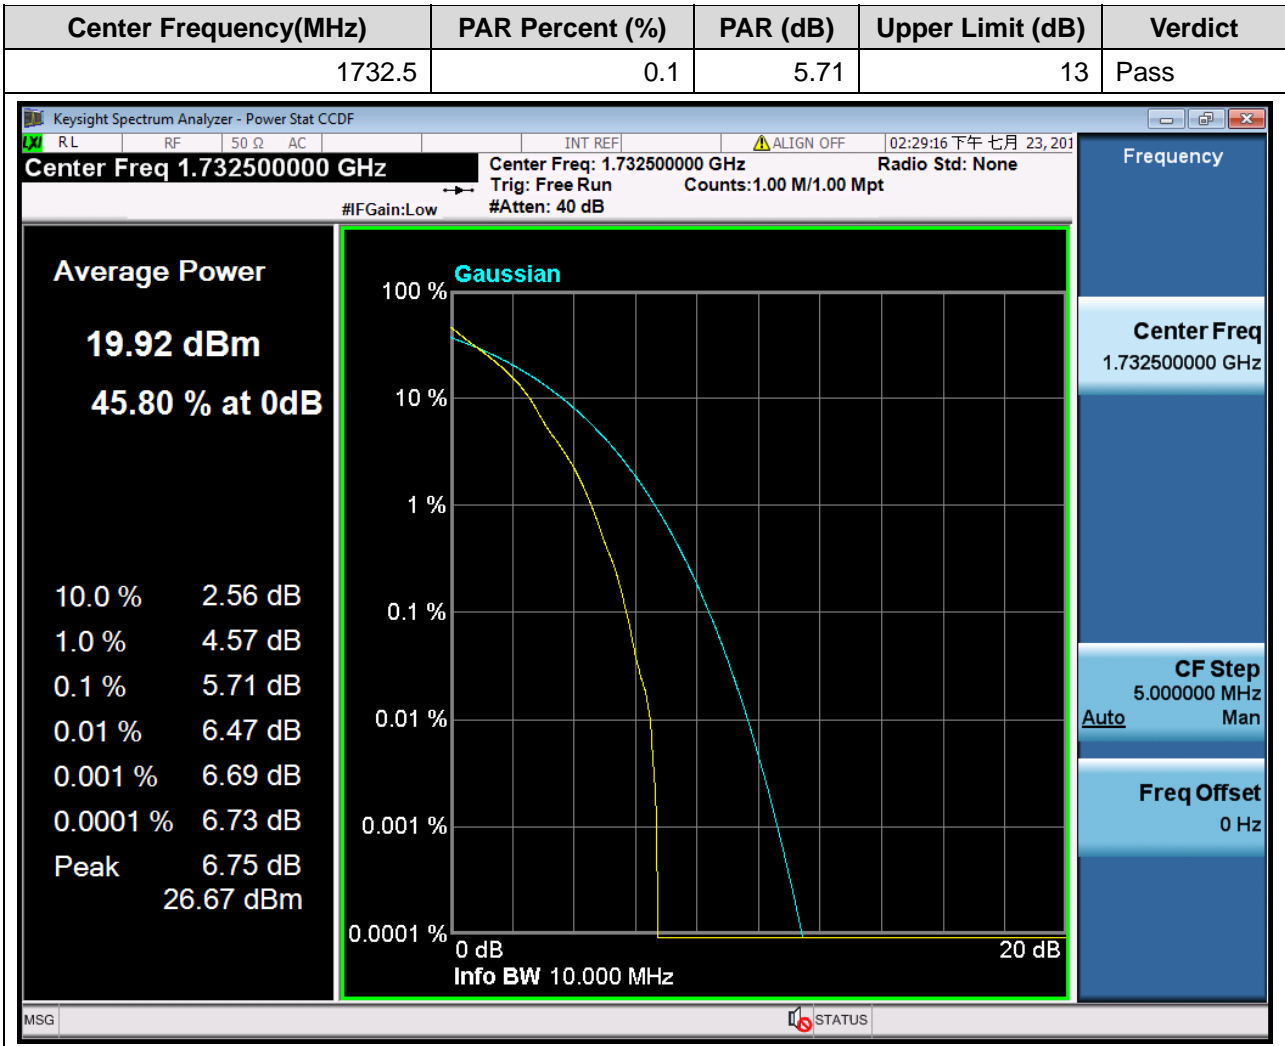 Center Frequency(MHz) PAR Percent (%) PAR (dB) Upper Limit (dB) Verdict
1732.5 0.1 5.71 13 Pass
Keysight Spectrum Analyzer - Power Stat CCDF
LXI RL RF 50 Ω AC INT REF ALIGN OFF 02:29:16 下午 七月 23, 201
Center Freq 1.732500000 GHz
Center Freq: 1.732500000 GHz Radio Std: None
Trig: Free Run Counts:1.00 M/1.00 Mpt
#IFGain:Low #Atten: 40 dB
Average Power
19.92 dBm
45.80 % at 0dB
10.0 % 2.56 dB
1.0 % 4.57 dB
0.1 % 5.71 dB
0.01 % 6.47 dB
0.001 % 6.69 dB
0.0001 % 6.73 dB
Peak 6.75 dB
26.67 dBm
Gaussian
100 %
10 %
1 %
0.1 %
0.01 %
0.001 %
0.0001 %
0 dB 20 dB
Info BW 10.000 MHz
Frequency
Center Freq
1.732500000 GHz
CF Step
5.000000 MHz
Auto Man
Freq Offset
0 Hz
MSG STATUS